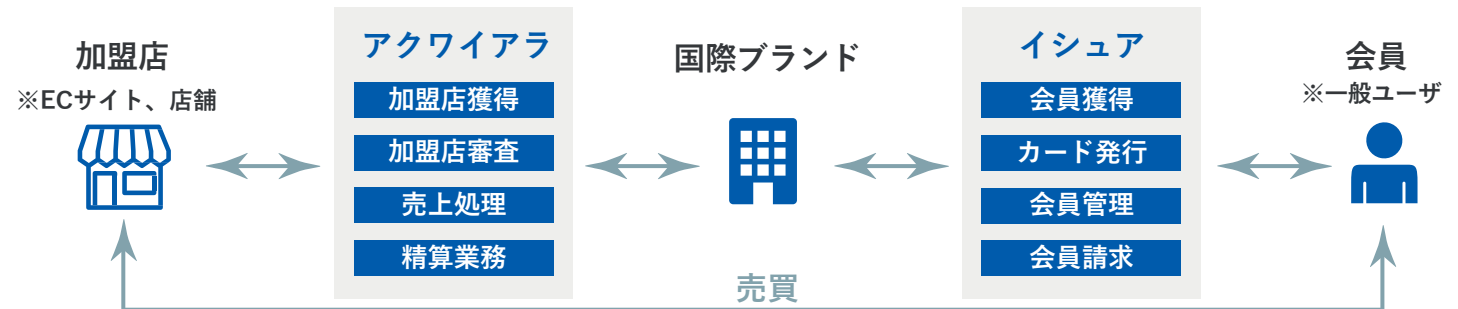 加盟店
※ECサイト、店舗
アクワイアラ
加盟店獲得
加盟店審査
売上処理
精算業務
国際ブランド
イシュア
会員獲得
カード発行
会員管理
会員請求
会員
※一般ユーザ
売買